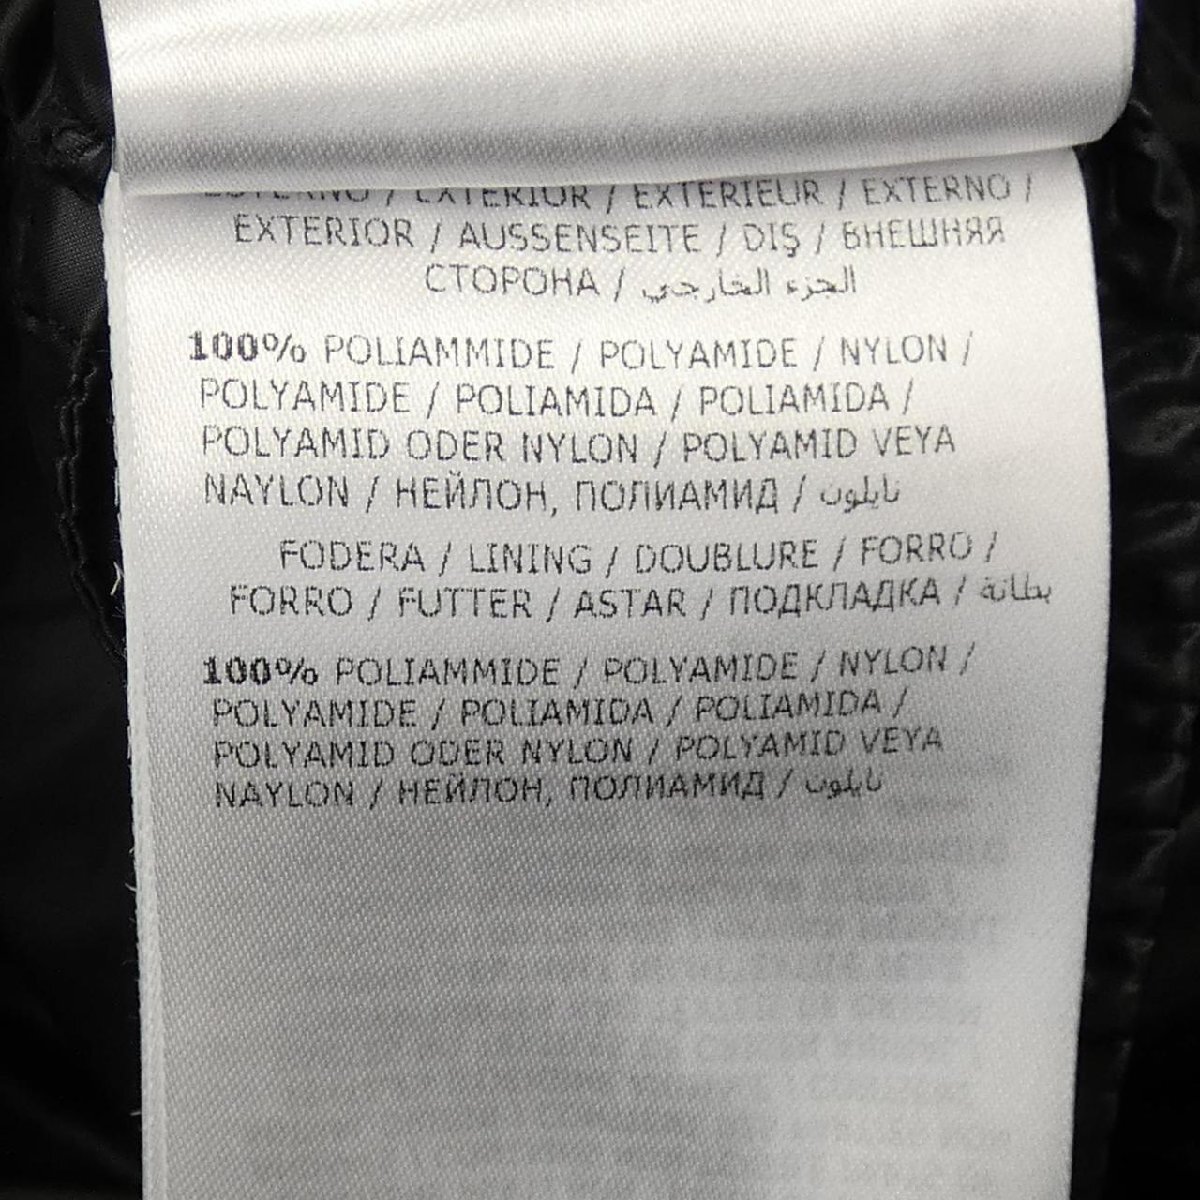 ESTERNO / EXTERIOR / EXTERIEUR / EXTERNO /
EXTERIOR / AUSSENSEITE / DIŞ / ВНЕШНЯЯ
СТОРОНА / الجزء الخارجي
100% POLIAMMIDE / POLYAMIDE / NYLON /
POLYAMIDE / POLIAMIDA / POLIAMIDA /
POLYAMID ODER NYLON / POLYAMID VEYA
NAYLON / НЕЙЛОН, ПОЛИАМИД / نايلون
FODERA / LINING / DOUBLURE / FORRO /
FORRO / FUTTER / ASTAR / ПОДКЛАДКА / بطانة
100% POLIAMMIDE / POLYAMIDE / NYLON /
POLYAMIDE / POLIAMIDA / POLIAMIDA /
POLYAMID ODER NYLON / POLYAMID VEYA
NAYLON / НЕЙЛОН, ПОЛИАМИД / نايلون